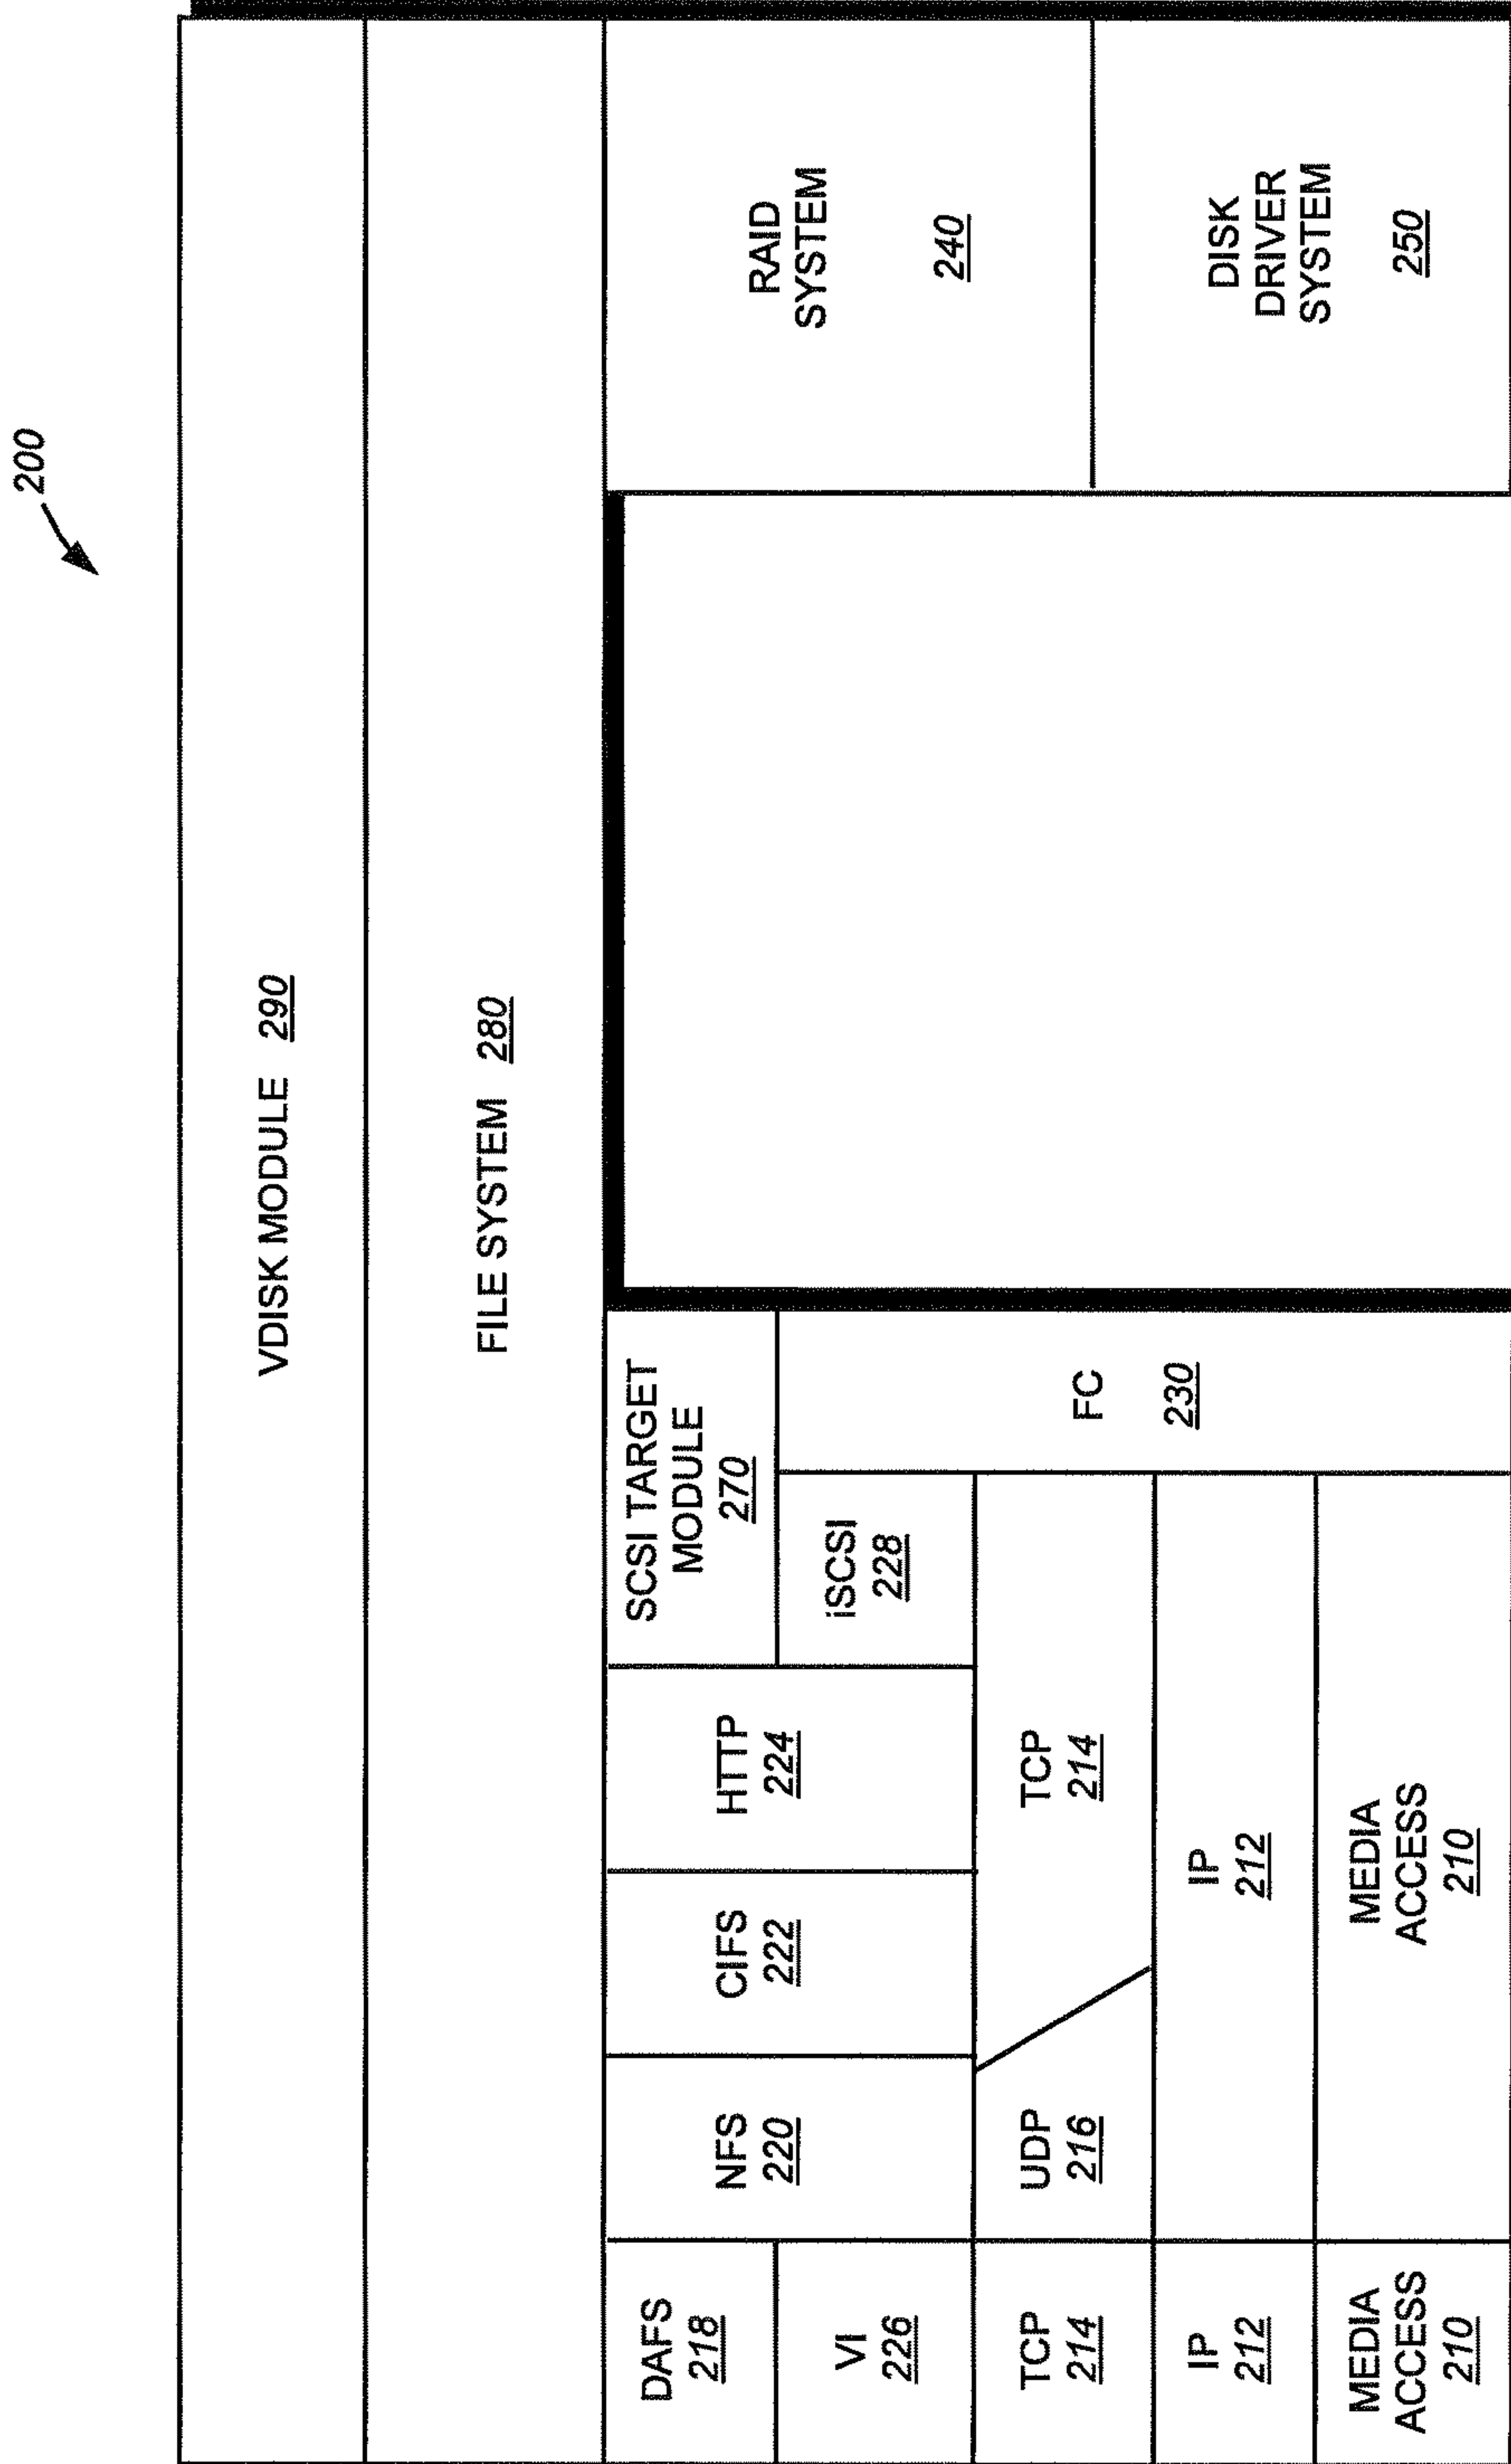 200
VDISK MODULE 290
FILE SYSTEM 280
DAFS
218
NFS
220
CIFS
222
HTTP
224
SCSI TARGET
MODULE
270
RAID
SYSTEM
240
VI
226
iSCSI
228
TCP
214
UDP
216
TCP
214
FC
230
IP
212
IP
212
DISK
DRIVER
SYSTEM
250
MEDIA
ACCESS
210
MEDIA
ACCESS
210